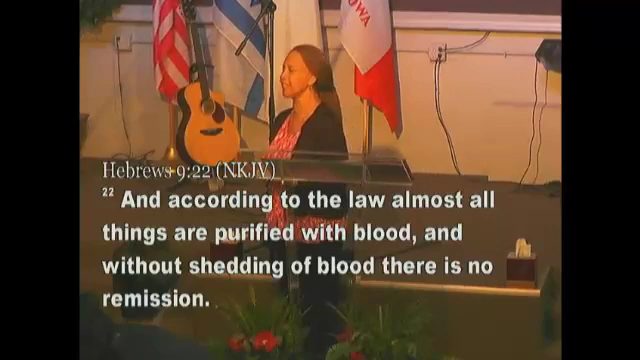 IOWA
Hebrews 9:22 (NKJV)
22 And according to the law almost all
things are purified with blood, and
without shedding of blood there is no
remission.